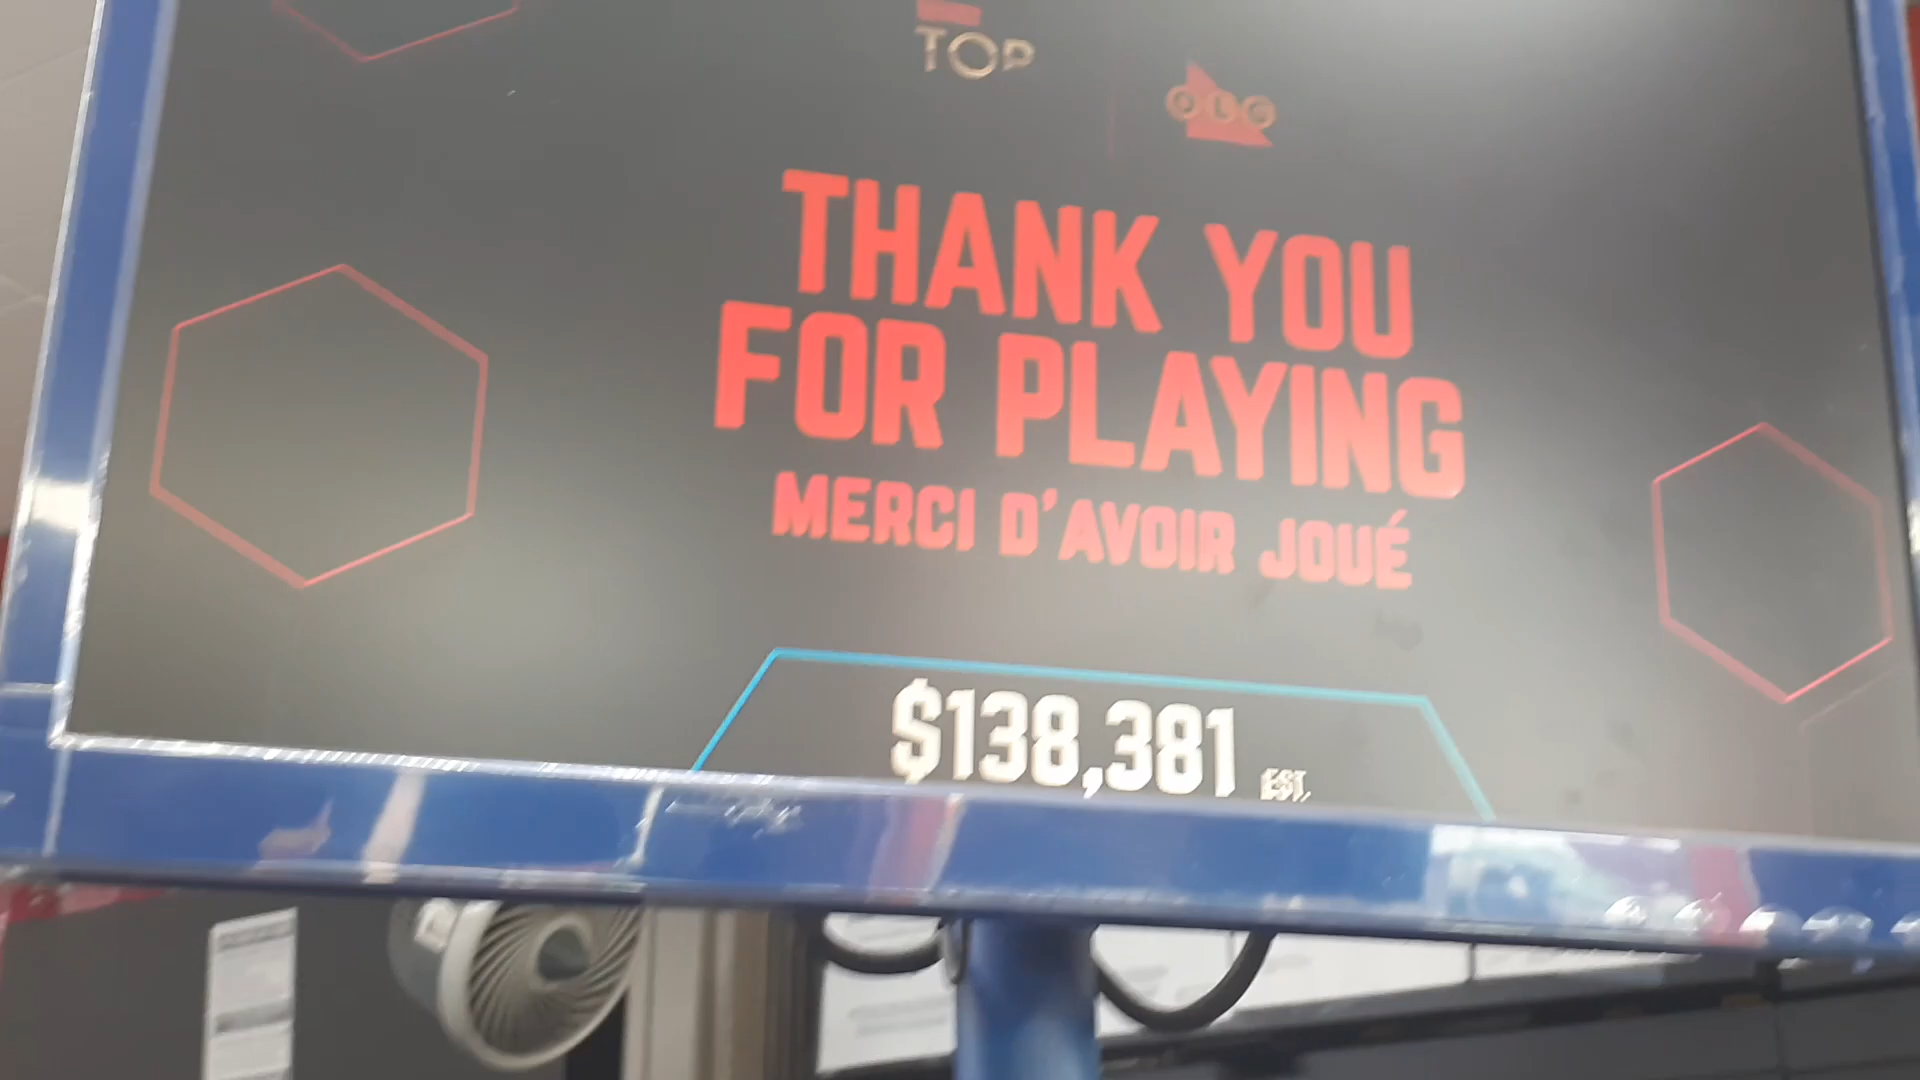 TOP
OLG
THANK YOU
FOR PLAYING
MERCI D'AVOIR JOUÉ
$138,381 EST.